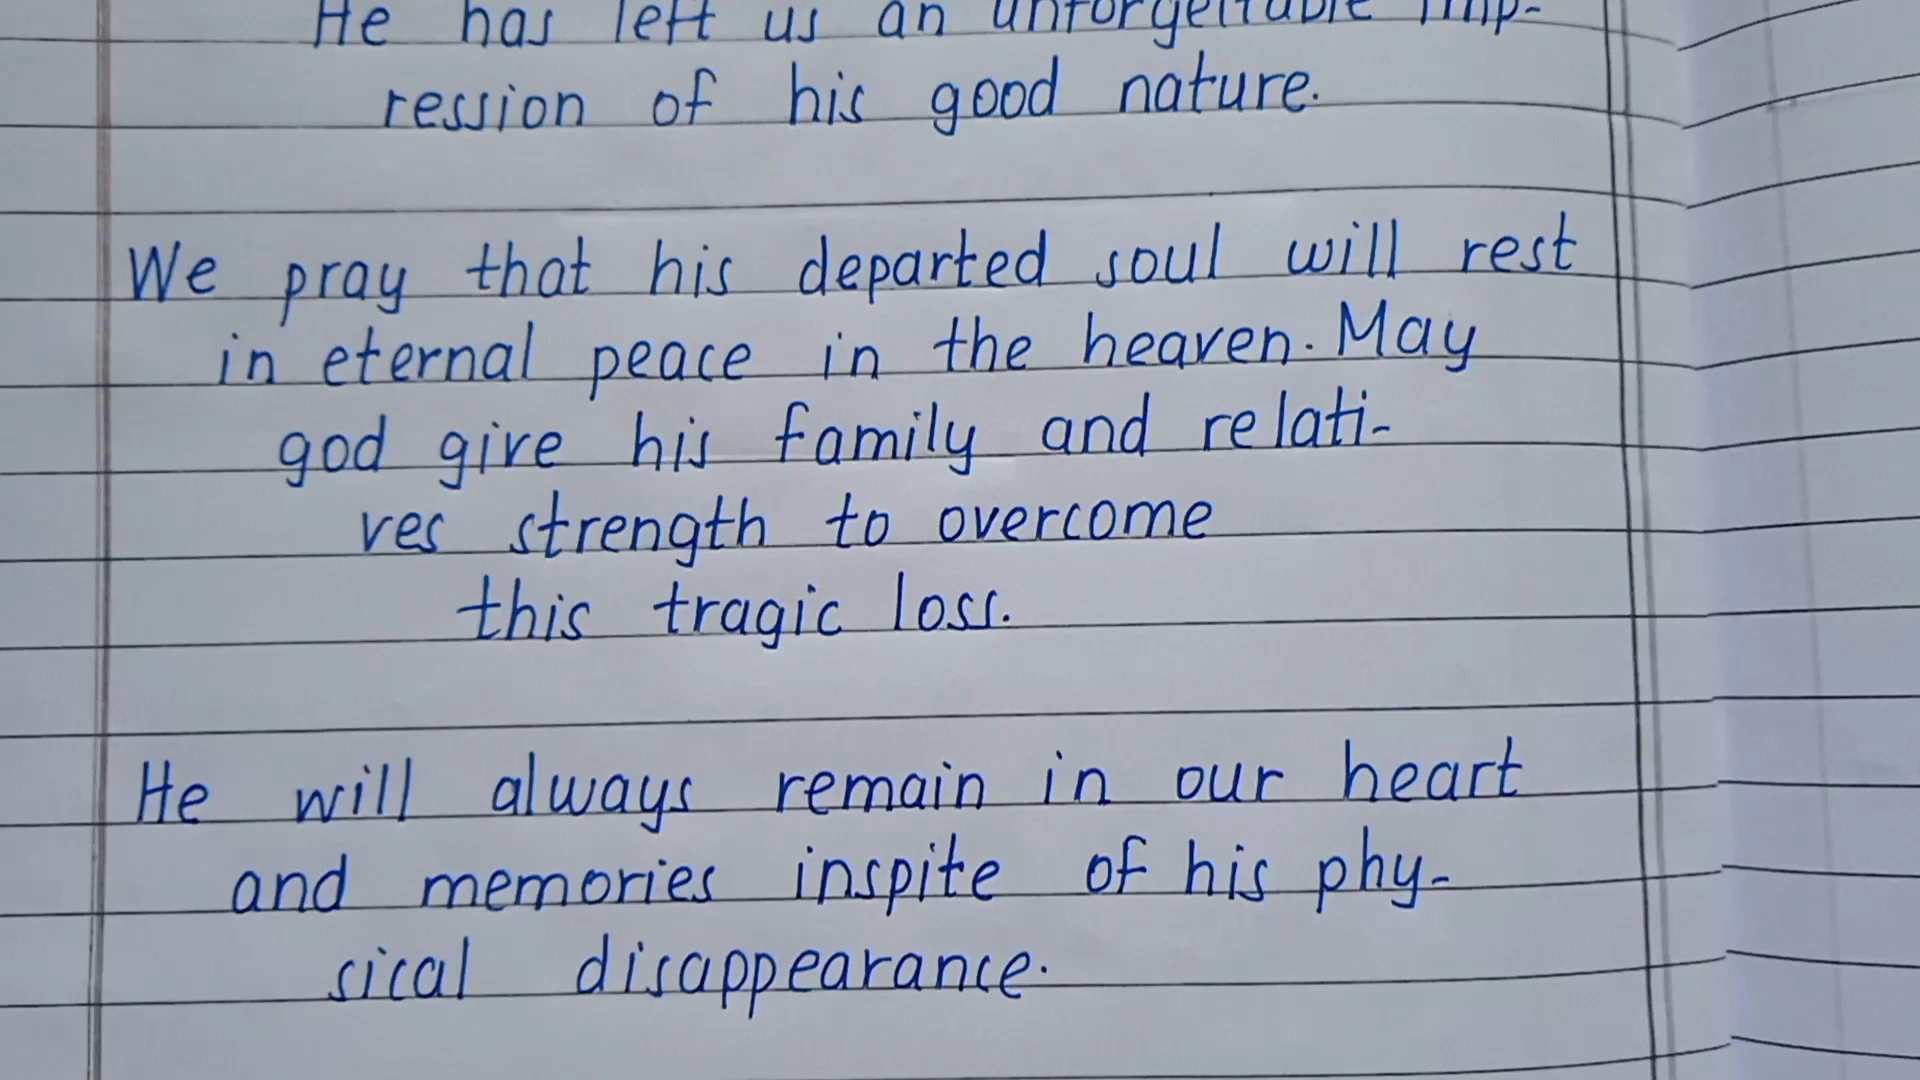 He has left us an unforgettable imp-
ression of his good nature.
We pray that his departed soul will rest
in eternal peace in the heaven. May
god give his family and relati-
ves strength to overcome
this tragic loss.
He will always remain in our heart
and memories inspite of his phy-
sical disappearance.